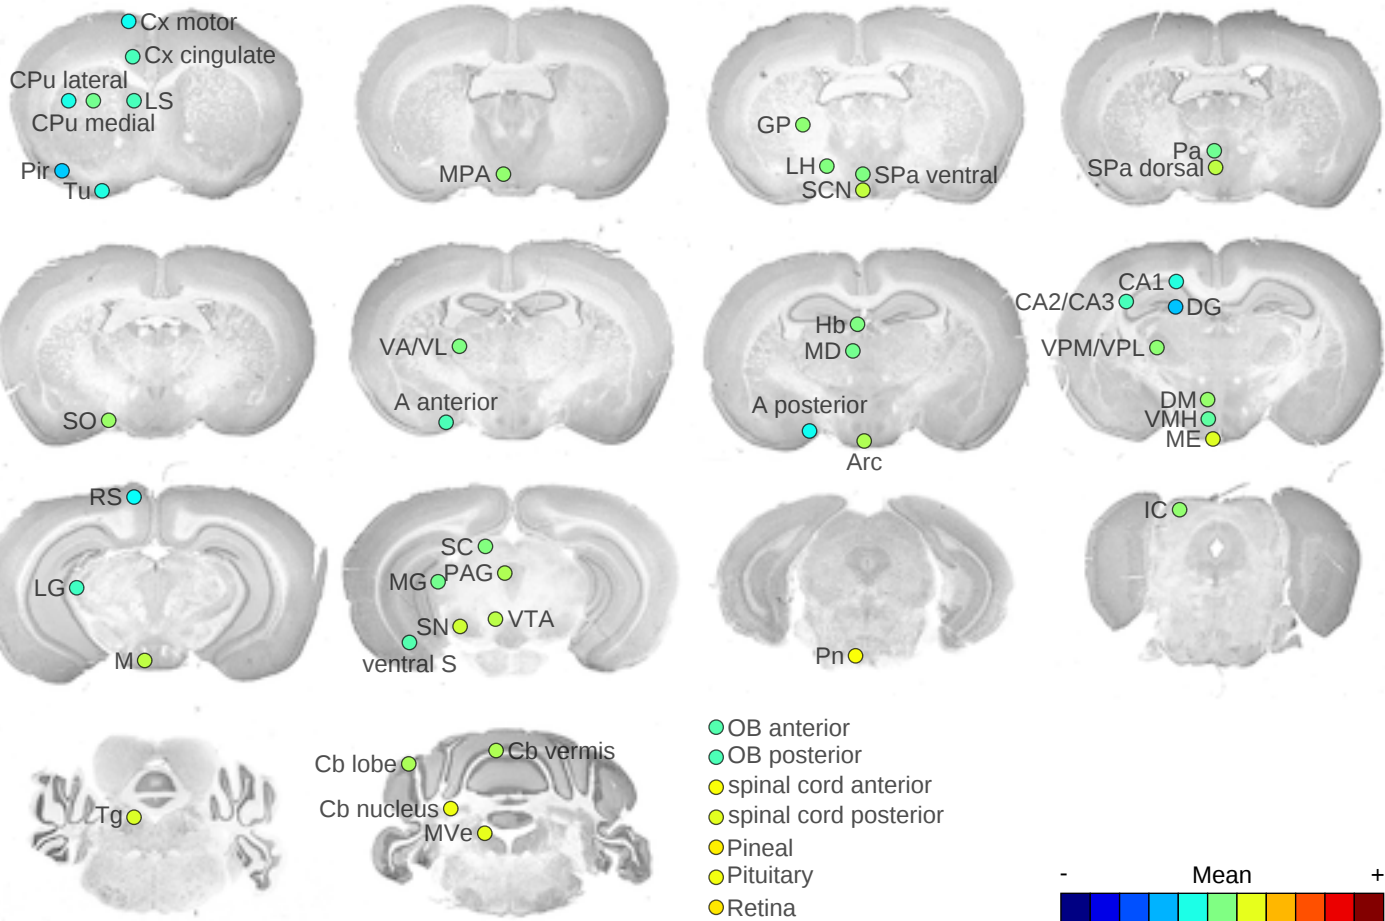 Cx motor
Cx cingulate
CPu lateral
LS
CPu medial
Pir
Tu
MPA
GP
LH
SPa ventral
SCN
Pa
SPa dorsal
SO
VA/VL
A anterior
Hb
MD
A posterior
Arc
CA1
CA2/CA3
DG
VPM/VPL
DM
VMH
ME
RS
LG
M
SC
MG
PAG
SN
VTA
ventral S
Pn
IC
Tg
Cb lobe
Cb vermis
Cb nucleus
MVe
OB anterior
OB posterior
spinal cord anterior
spinal cord posterior
Pineal
Pituitary
Retina
- Mean +